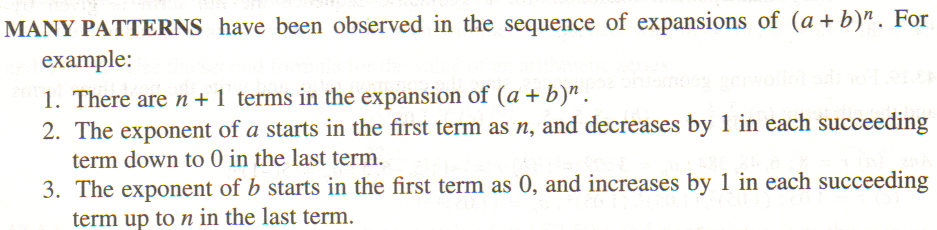 MANY PATTERNS have been observed in the sequence of expansions of (a + b)ⁿ. For
example:
1. There are n + 1 terms in the expansion of (a + b)ⁿ.
2. The exponent of a starts in the first term as n, and decreases by 1 in each succeeding
term down to 0 in the last term.
3. The exponent of b starts in the first term as 0, and increases by 1 in each succeeding
term up to n in the last term.